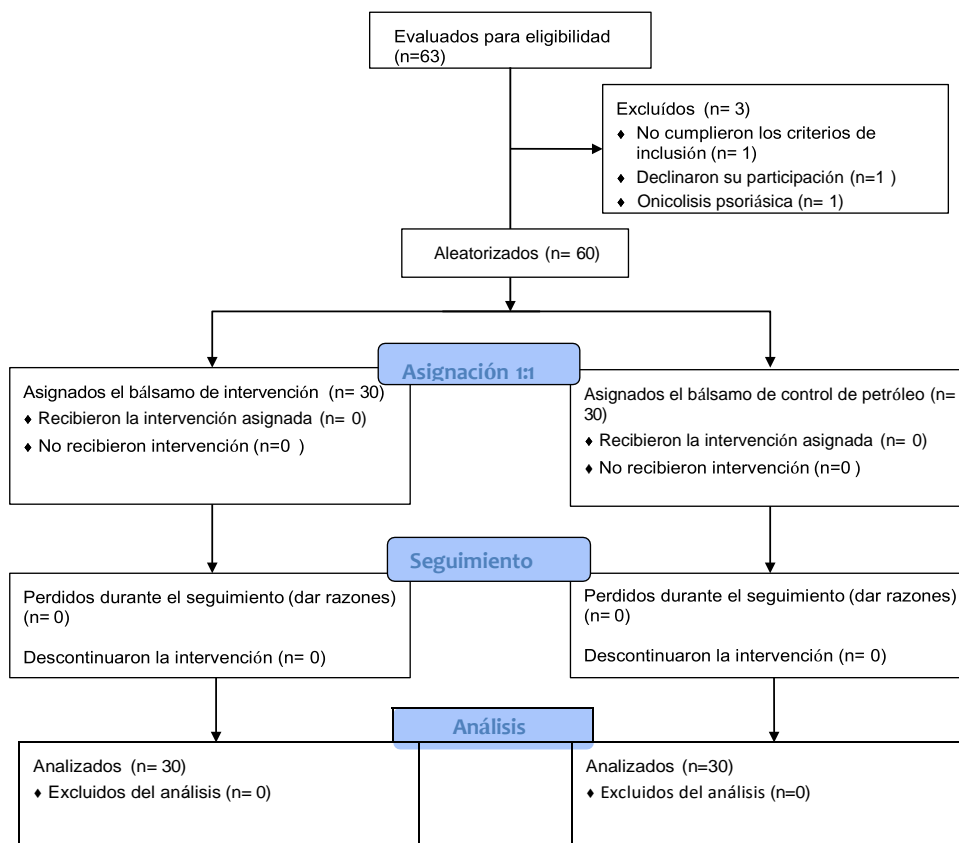 Evaluados para eligibilidad
(n=63)
Excluídos (n= 3)
♦ No cumplieron los criterios de
inclusión (n= 1)
♦ Declinaron su participación (n=1 )
♦ Onicolisis psoriásica (n= 1)
Aleatorizados (n= 60)
Asignación 1:1
Asignados el bálsamo de intervención (n= 30)
♦ Recibieron la intervención asignada (n= 0)
♦ No recibieron intervención (n=0 )
Asignados el bálsamo de control de petróleo (n=
30)
♦ Recibieron la intervención asignada (n= 0)
♦ No recibieron intervención (n=0 )
Seguimiento
Perdidos durante el seguimiento (dar razones)
(n= 0)
Descontinuaron la intervención (n= 0)
Perdidos durante el seguimiento (dar razones)
(n= 0)
Descontinuaron la intervención (n= 0)
Análisis
Analizados (n= 30)
♦ Excluidos del análisis (n= 0)
Analizados (n=30)
♦ Excluidos del análisis (n=0)